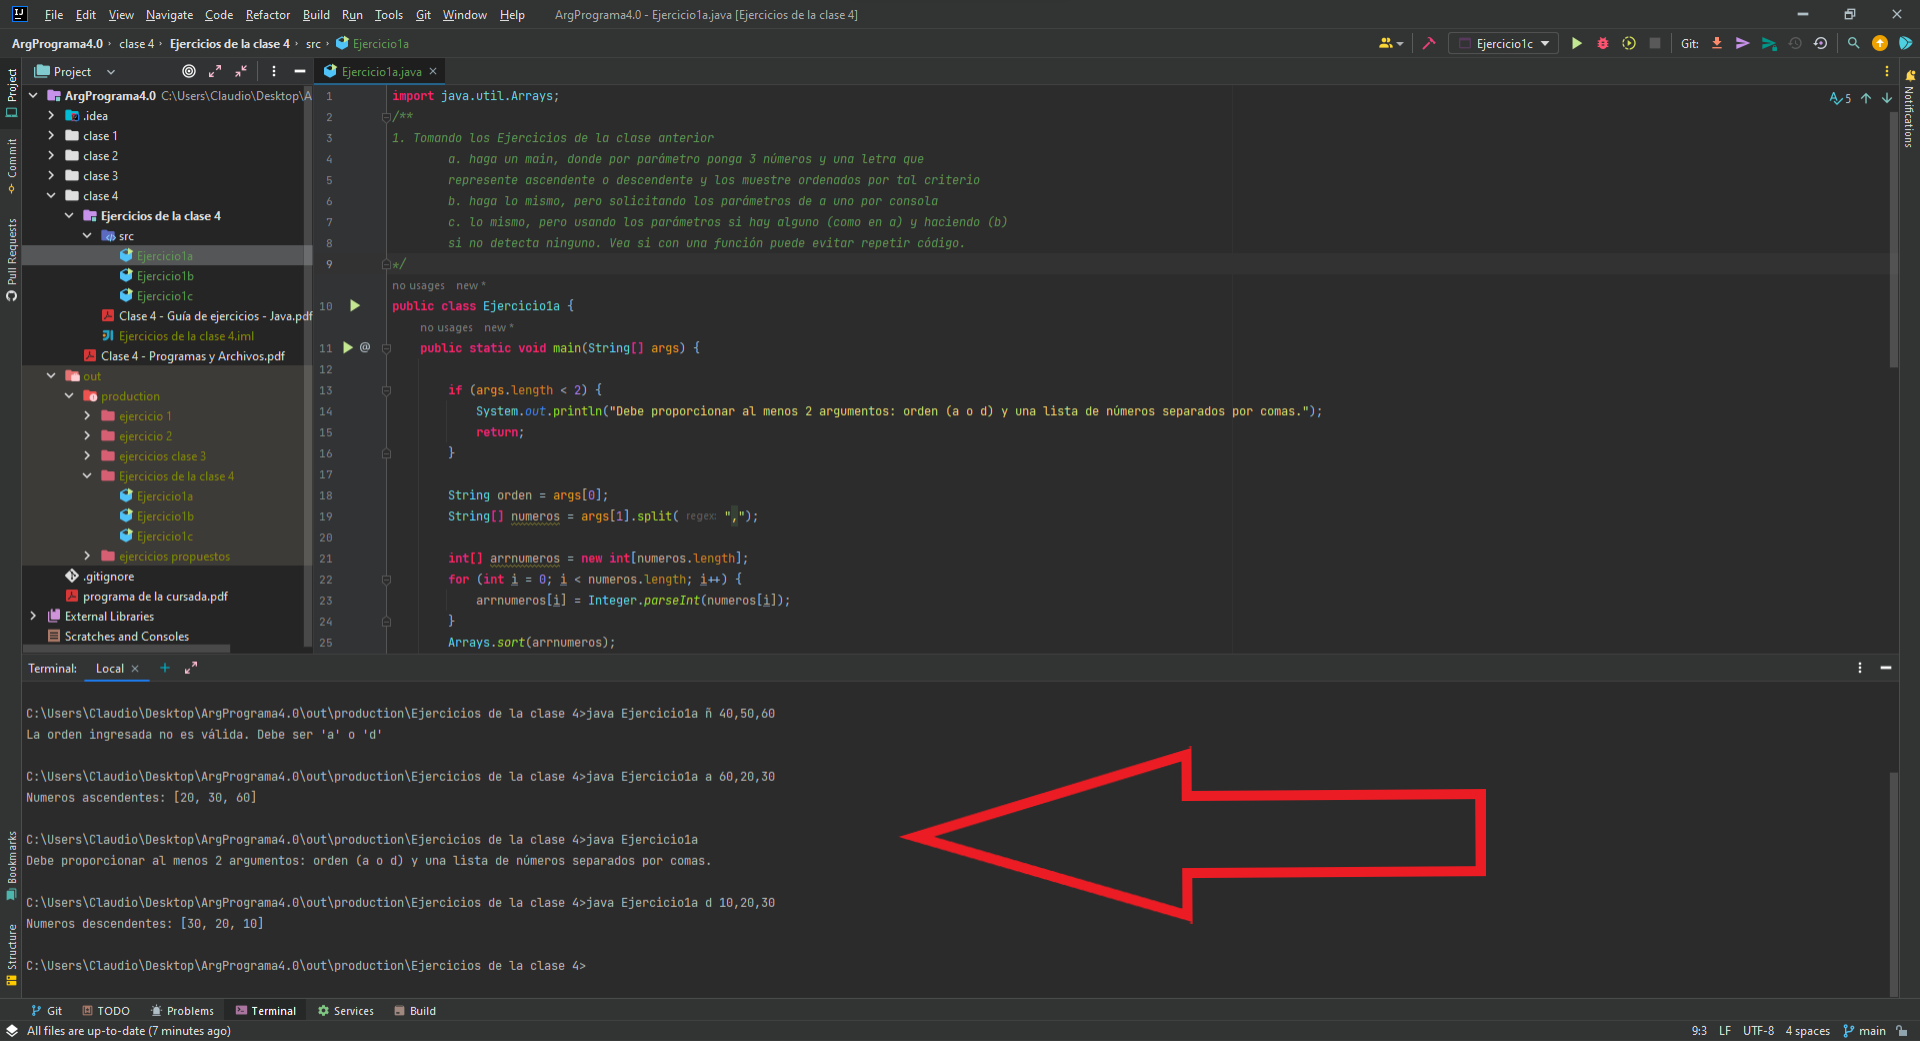 File Edit View Navigate Code Refactor Build Run Tools Git Window Help ArgPrograma4.0 - Ejercicio1a.java [Ejercicios de la clase 4]
ArgPrograma4.0 clase 4 Ejercicios de la clase 4 src Ejercicio1a Ejercicio1c Git:
Project
Commit
Pull Requests
Bookmarks
Structure
Project
ArgPrograma4.0 C:\Users\Claudio\Desktop\A
.idea
clase 1
clase 2
clase 3
clase 4
Ejercicios de la clase 4
src
Ejercicio1a
Ejercicio1b
Ejercicio1c
Clase 4 - Guía de ejercicios - Java.pdf
Ejercicios de la clase 4.iml
Clase 4 - Programas y Archivos.pdf
out
production
ejercicio 1
ejercicio 2
ejercicios clase 3
Ejercicios de la clase 4
Ejercicio1a
Ejercicio1b
Ejercicio1c
ejercicios propuestos
.gitignore
programa de la cursada.pdf
External Libraries
Scratches and Consoles
Ejercicio1a.java
5
Notifications
1 import java.util.Arrays;
2 /**
3 1. Tomando los Ejercicios de la clase anterior
4 a. haga un main, donde por parámetro ponga 3 números y una letra que
5 represente ascendente o descendente y los muestre ordenados por tal criterio
6 b. haga lo mismo, pero solicitando los parámetros de a uno por consola
7 c. lo mismo, pero usando los parámetros si hay alguno (como en a) y haciendo (b)
8 si no detecta ninguno. Vea si con una función puede evitar repetir código.
9 */
no usages new *
10 public class Ejercicio1a {
no usages new *
11 @ public static void main(String[] args) {
12
13 if (args.length < 2) {
14 System.out.println("Debe proporcionar al menos 2 argumentos: orden (a o d) y una lista de números separados por comas.");
15 return;
16 }
17
18 String orden = args[0];
19 String[] numeros = args[1].split( regex: ",");
20
21 int[] arrnumeros = new int[numeros.length];
22 for (int i = 0; i < numeros.length; i++) {
23 arrnumeros[i] = Integer.parseInt(numeros[i]);
24 }
25 Arrays.sort(arrnumeros);
Terminal: Local
C:\Users\Claudio\Desktop\ArgPrograma4.0\out\production\Ejercicios de la clase 4>java Ejercicio1a ñ 40,50,60
La orden ingresada no es válida. Debe ser 'a' o 'd'
C:\Users\Claudio\Desktop\ArgPrograma4.0\out\production\Ejercicios de la clase 4>java Ejercicio1a a 60,20,30
Numeros ascendentes: [20, 30, 60]
C:\Users\Claudio\Desktop\ArgPrograma4.0\out\production\Ejercicios de la clase 4>java Ejercicio1a
Debe proporcionar al menos 2 argumentos: orden (a o d) y una lista de números separados por comas.
C:\Users\Claudio\Desktop\ArgPrograma4.0\out\production\Ejercicios de la clase 4>java Ejercicio1a d 10,20,30
Numeros descendentes: [30, 20, 10]
C:\Users\Claudio\Desktop\ArgPrograma4.0\out\production\Ejercicios de la clase 4>
Git TODO Problems Terminal Services Build
All files are up-to-date (7 minutes ago) 9:3 LF UTF-8 4 spaces main